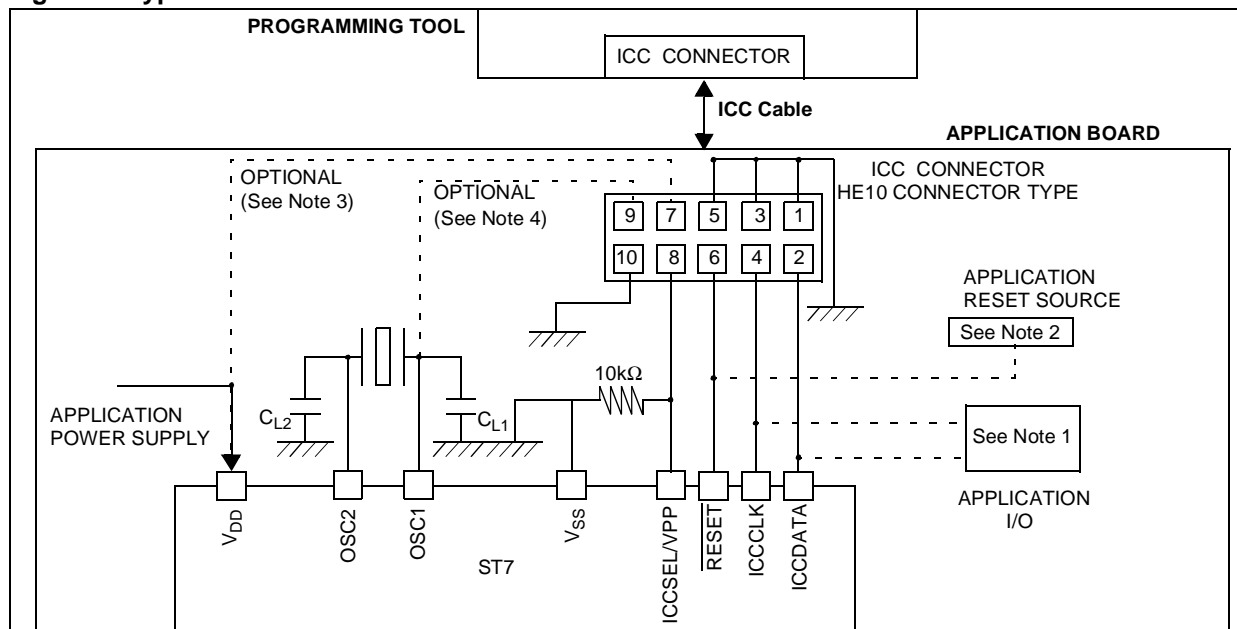 PROGRAMMING TOOL
ICC CONNECTOR
ICC Cable
APPLICATION BOARD
OPTIONAL
(See Note 3)
OPTIONAL
(See Note 4)
ICC CONNECTOR
HE10 CONNECTOR TYPE
9 7 5 3 1
10 8 6 4 2
APPLICATION
RESET SOURCE
See Note 2
10kΩ
APPLICATION
POWER SUPPLY
CL2
CL1
See Note 1
APPLICATION
I/O
VDD
OSC2
OSC1
VSS
ICCSEL/VPP
RESET
ICCCLK
ICCDATA
ST7